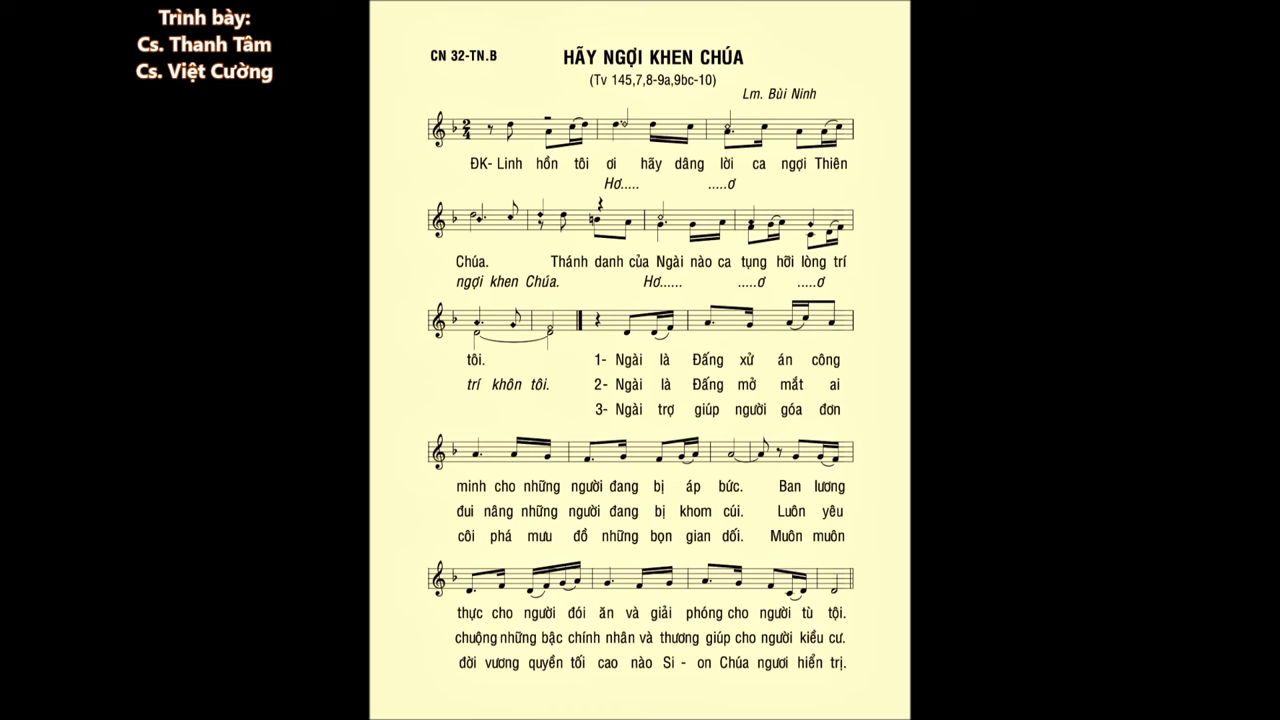 Trình bày:
Cs. Thanh Tâm
Cs. Việt Cường
CN 32-TN.B
HÃY NGỢI KHEN CHÚA
(Tv 145,7,8-9a,9bc-10)
Lm. Bùi Ninh
2
4
ĐK- Linh hồn tôi ơi hãy dâng lời ca ngợi Thiên
Hơ..... .....ơ
Chúa. Thánh danh của Ngài nào ca tụng hỡi lòng trí
ngợi khen Chúa. Hơ...... .....ơ .....ơ
tôi. 1- Ngài là Đấng xử án công
trí khôn tôi. 2- Ngài là Đấng mở mắt ai
3- Ngài trợ giúp người góa đơn
minh cho những người đang bị áp bức. Ban lương
đui nâng những người đang bị khom cúi. Luôn yêu
côi phá mưu đồ những bọn gian dối. Muôn muôn
thực cho người đói ăn và giải phóng cho người tù tội.
chuộng những bậc chính nhân và thương giúp cho người kiều cư.
đời vương quyền tối cao nào Si - on Chúa ngươi hiển trị.